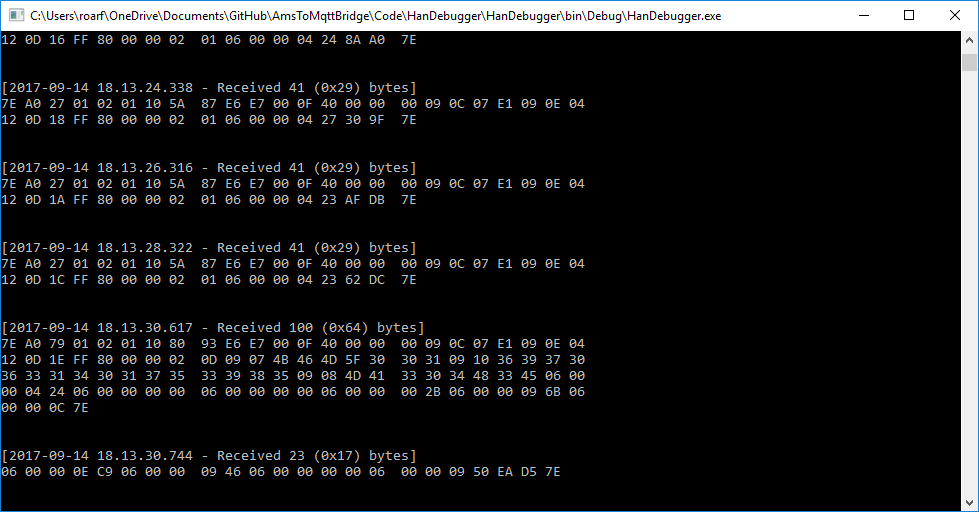 C:\Users\roarf\OneDrive\Documents\GitHub\AmsToMqttBridge\Code\HanDebugger\HanDebugger\bin\Debug\HanDebugger.exe
12 0D 16 FF 80 00 00 02  01 06 00 00 04 24 8A A0  7E
[2017-09-14 18.13.24.338 - Received 41 (0x29) bytes]
7E A0 27 01 02 01 10 5A  87 E6 E7 00 0F 40 00 00  00 09 0C 07 E1 09 0E 04
12 0D 18 FF 80 00 00 02  01 06 00 00 04 27 30 9F  7E
[2017-09-14 18.13.26.316 - Received 41 (0x29) bytes]
7E A0 27 01 02 01 10 5A  87 E6 E7 00 0F 40 00 00  00 09 0C 07 E1 09 0E 04
12 0D 1A FF 80 00 00 02  01 06 00 00 04 23 AF DB  7E
[2017-09-14 18.13.28.322 - Received 41 (0x29) bytes]
7E A0 27 01 02 01 10 5A  87 E6 E7 00 0F 40 00 00  00 09 0C 07 E1 09 0E 04
12 0D 1C FF 80 00 00 02  01 06 00 00 04 23 62 DC  7E
[2017-09-14 18.13.30.617 - Received 100 (0x64) bytes]
7E A0 79 01 02 01 10 80  93 E6 E7 00 0F 40 00 00  00 09 0C 07 E1 09 0E 04
12 0D 1E FF 80 00 00 02  0D 09 07 4B 46 4D 5F 30  30 31 09 10 36 39 37 30
36 33 31 34 30 31 37 35  33 39 38 35 09 08 4D 41  33 30 34 48 33 45 06 00
00 04 24 06 00 00 00 00  06 00 00 00 00 06 00 00  00 2B 06 00 00 09 6B 06
00 00 0C 7E
[2017-09-14 18.13.30.744 - Received 23 (0x17) bytes]
06 00 00 0E C9 06 00 00  09 46 06 00 00 00 00 06  00 00 09 50 EA D5 7E